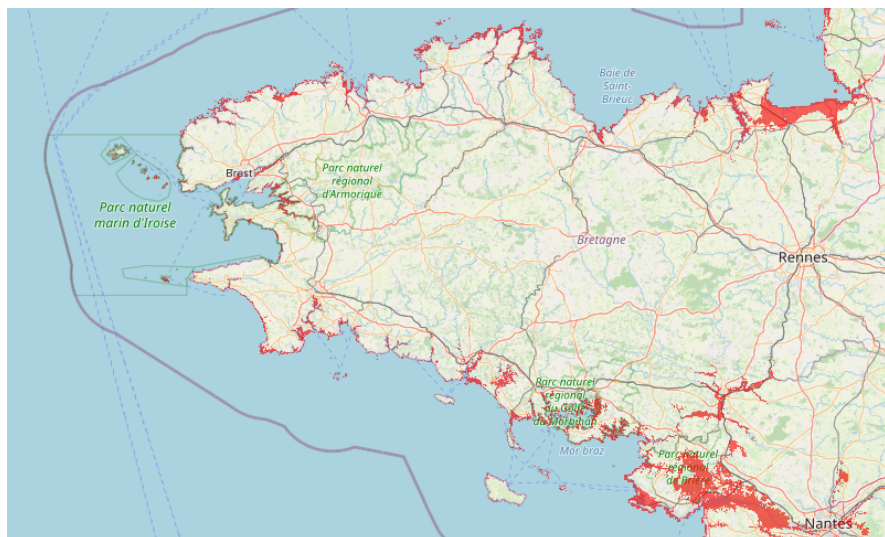 Baie de
Saint-
Brieuc
Brest
Parc naturel
régional
d'Armorique
Parc naturel
marin d'Iroise
Bretagne
Rennes
Parc naturel
régional
du Golfe
du Morbihan
Mor braz
Parc naturel
régional
de Brière
Nantes